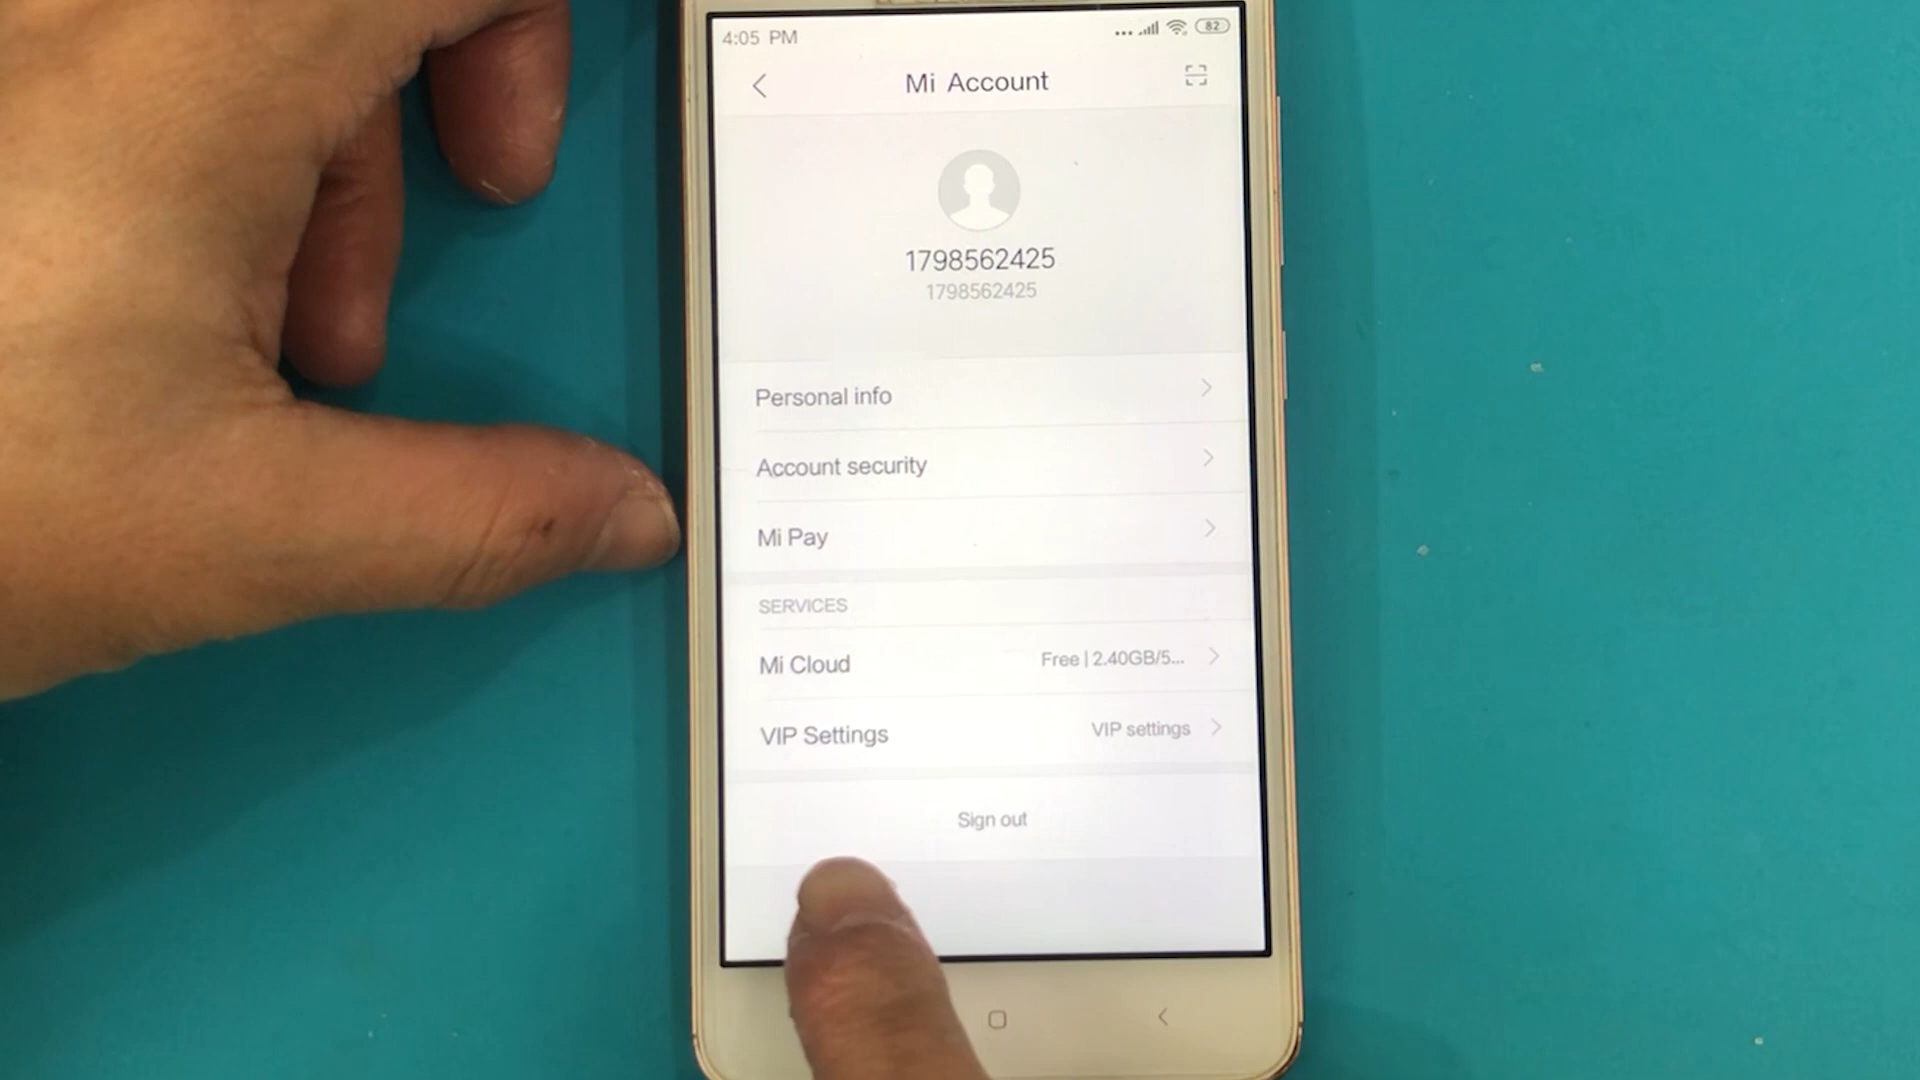 4:05 PM
82
Mi Account
1798562425
1798562425
Personal info
Account security
Mi Pay
SERVICES
Mi Cloud Free | 2.40GB/5...
VIP Settings VIP settings
Sign out